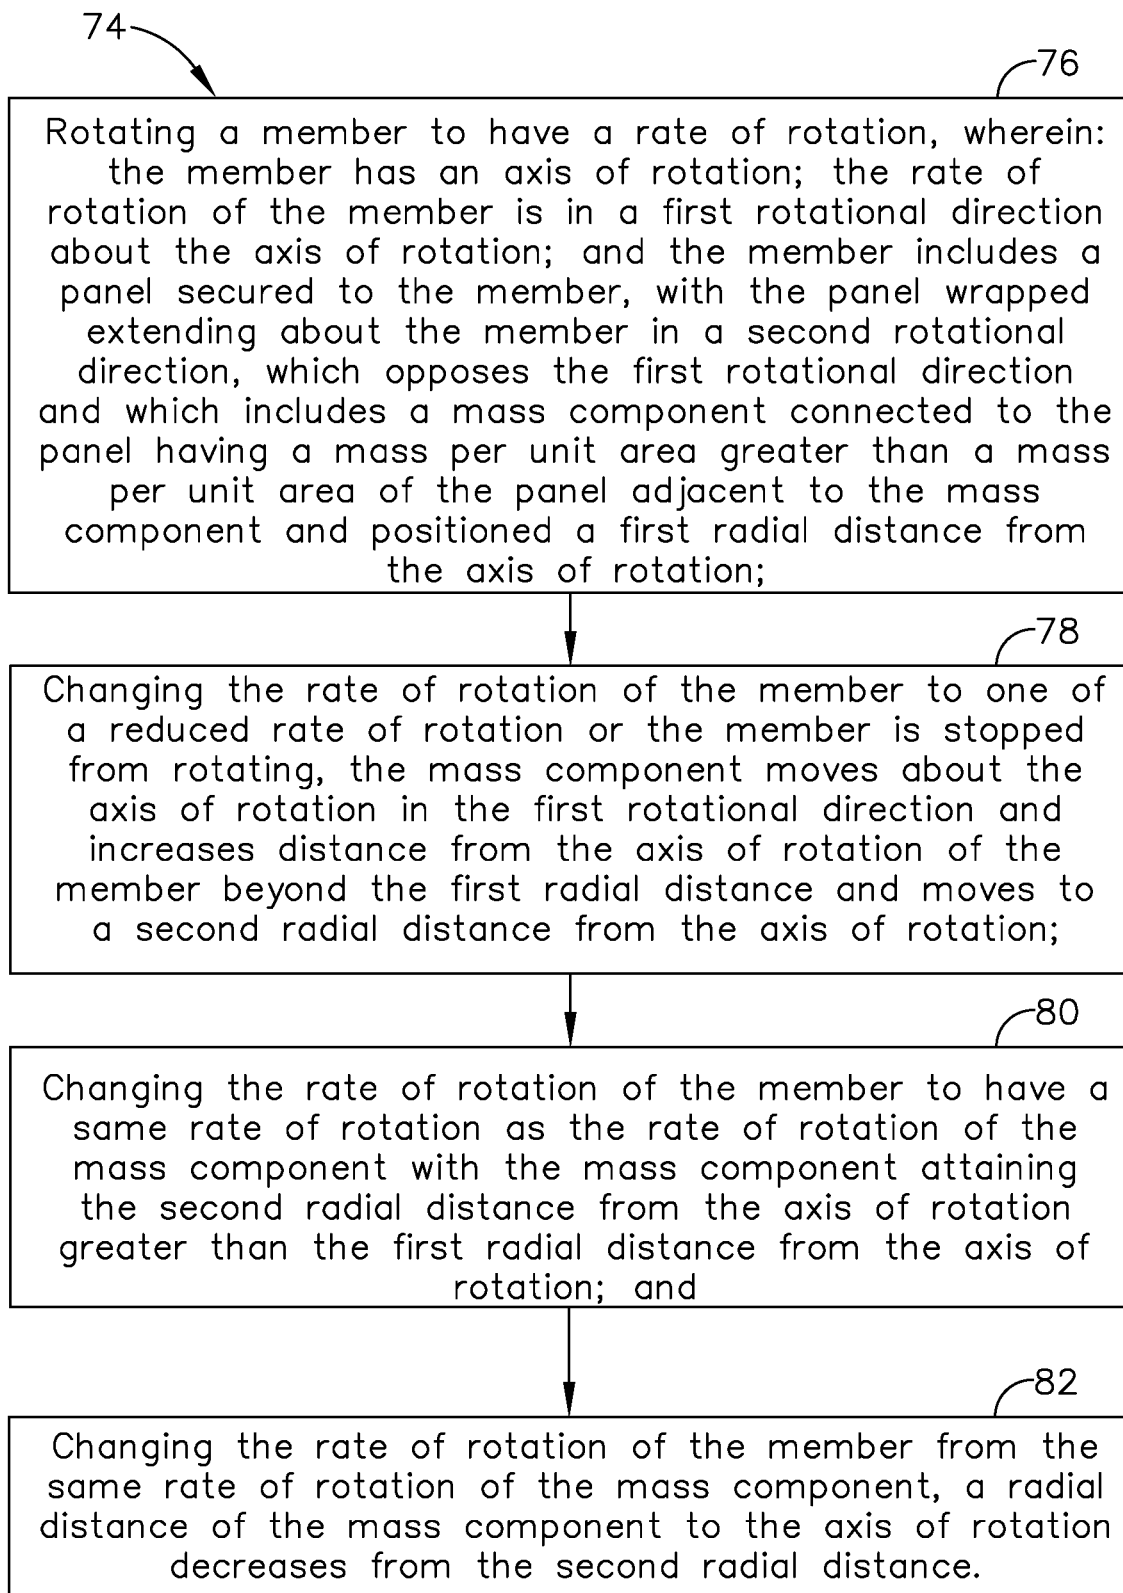 74
76
Rotating a member to have a rate of rotation, wherein:
the member has an axis of rotation; the rate of
rotation of the member is in a first rotational direction
about the axis of rotation; and the member includes a
panel secured to the member, with the panel wrapped
extending about the member in a second rotational
direction, which opposes the first rotational direction
and which includes a mass component connected to the
panel having a mass per unit area greater than a mass
per unit area of the panel adjacent to the mass
component and positioned a first radial distance from
the axis of rotation;
78
Changing the rate of rotation of the member to one of
a reduced rate of rotation or the member is stopped
from rotating, the mass component moves about the
axis of rotation in the first rotational direction and
increases distance from the axis of rotation of the
member beyond the first radial distance and moves to
a second radial distance from the axis of rotation;
80
Changing the rate of rotation of the member to have a
same rate of rotation as the rate of rotation of the
mass component with the mass component attaining
the second radial distance from the axis of rotation
greater than the first radial distance from the axis of
rotation; and
82
Changing the rate of rotation of the member from the
same rate of rotation of the mass component, a radial
distance of the mass component to the axis of rotation
decreases from the second radial distance.